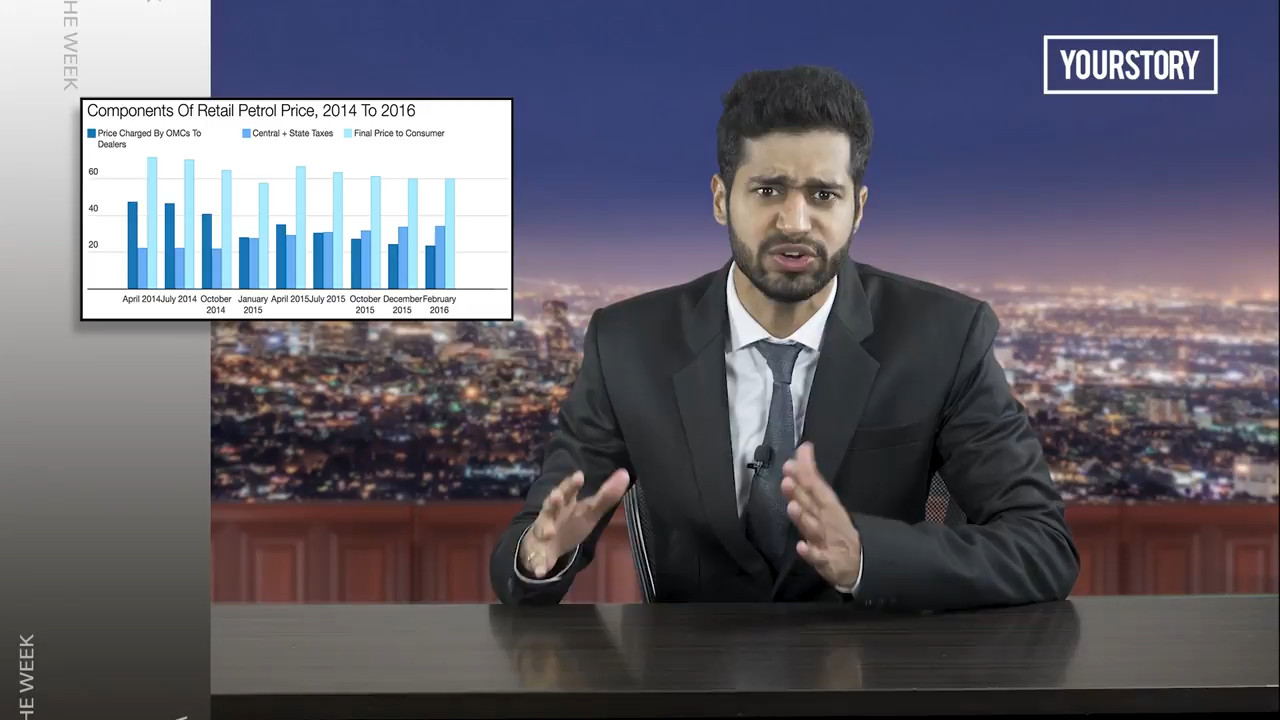 HE WEEK
YOURSTORY
Components Of Retail Petrol Price, 2014 To 2016
Price Charged By OMCs To Dealers
Central + State Taxes
Final Price to Consumer
60
40
20
April 2014
July 2014
October 2014
January 2015
April 2015
July 2015
October 2015
December 2015
February 2016
HE WEEK